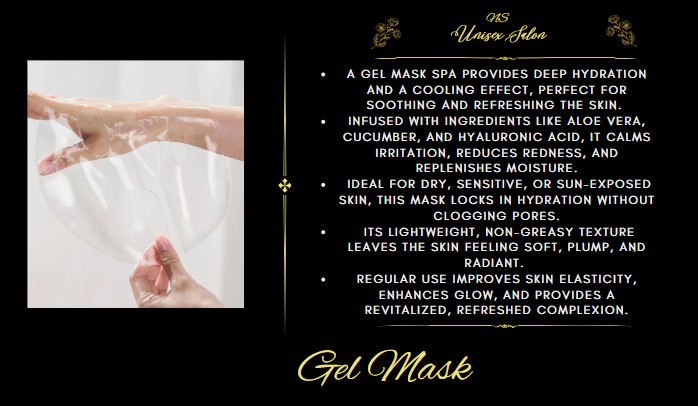 NS
Unisex Salon
• A GEL MASK SPA PROVIDES DEEP HYDRATION
AND A COOLING EFFECT, PERFECT FOR
SOOTHING AND REFRESHING THE SKIN.
• INFUSED WITH INGREDIENTS LIKE ALOE VERA,
CUCUMBER, AND HYALURONIC ACID, IT CALMS
IRRITATION, REDUCES REDNESS, AND
REPLENISHES MOISTURE.
• IDEAL FOR DRY, SENSITIVE, OR SUN-EXPOSED
SKIN, THIS MASK LOCKS IN HYDRATION WITHOUT
CLOGGING PORES.
• ITS LIGHTWEIGHT, NON-GREASY TEXTURE
LEAVES THE SKIN FEELING SOFT, PLUMP, AND
RADIANT.
• REGULAR USE IMPROVES SKIN ELASTICITY,
ENHANCES GLOW, AND PROVIDES A
REVITALIZED, REFRESHED COMPLEXION.
Gel Mask